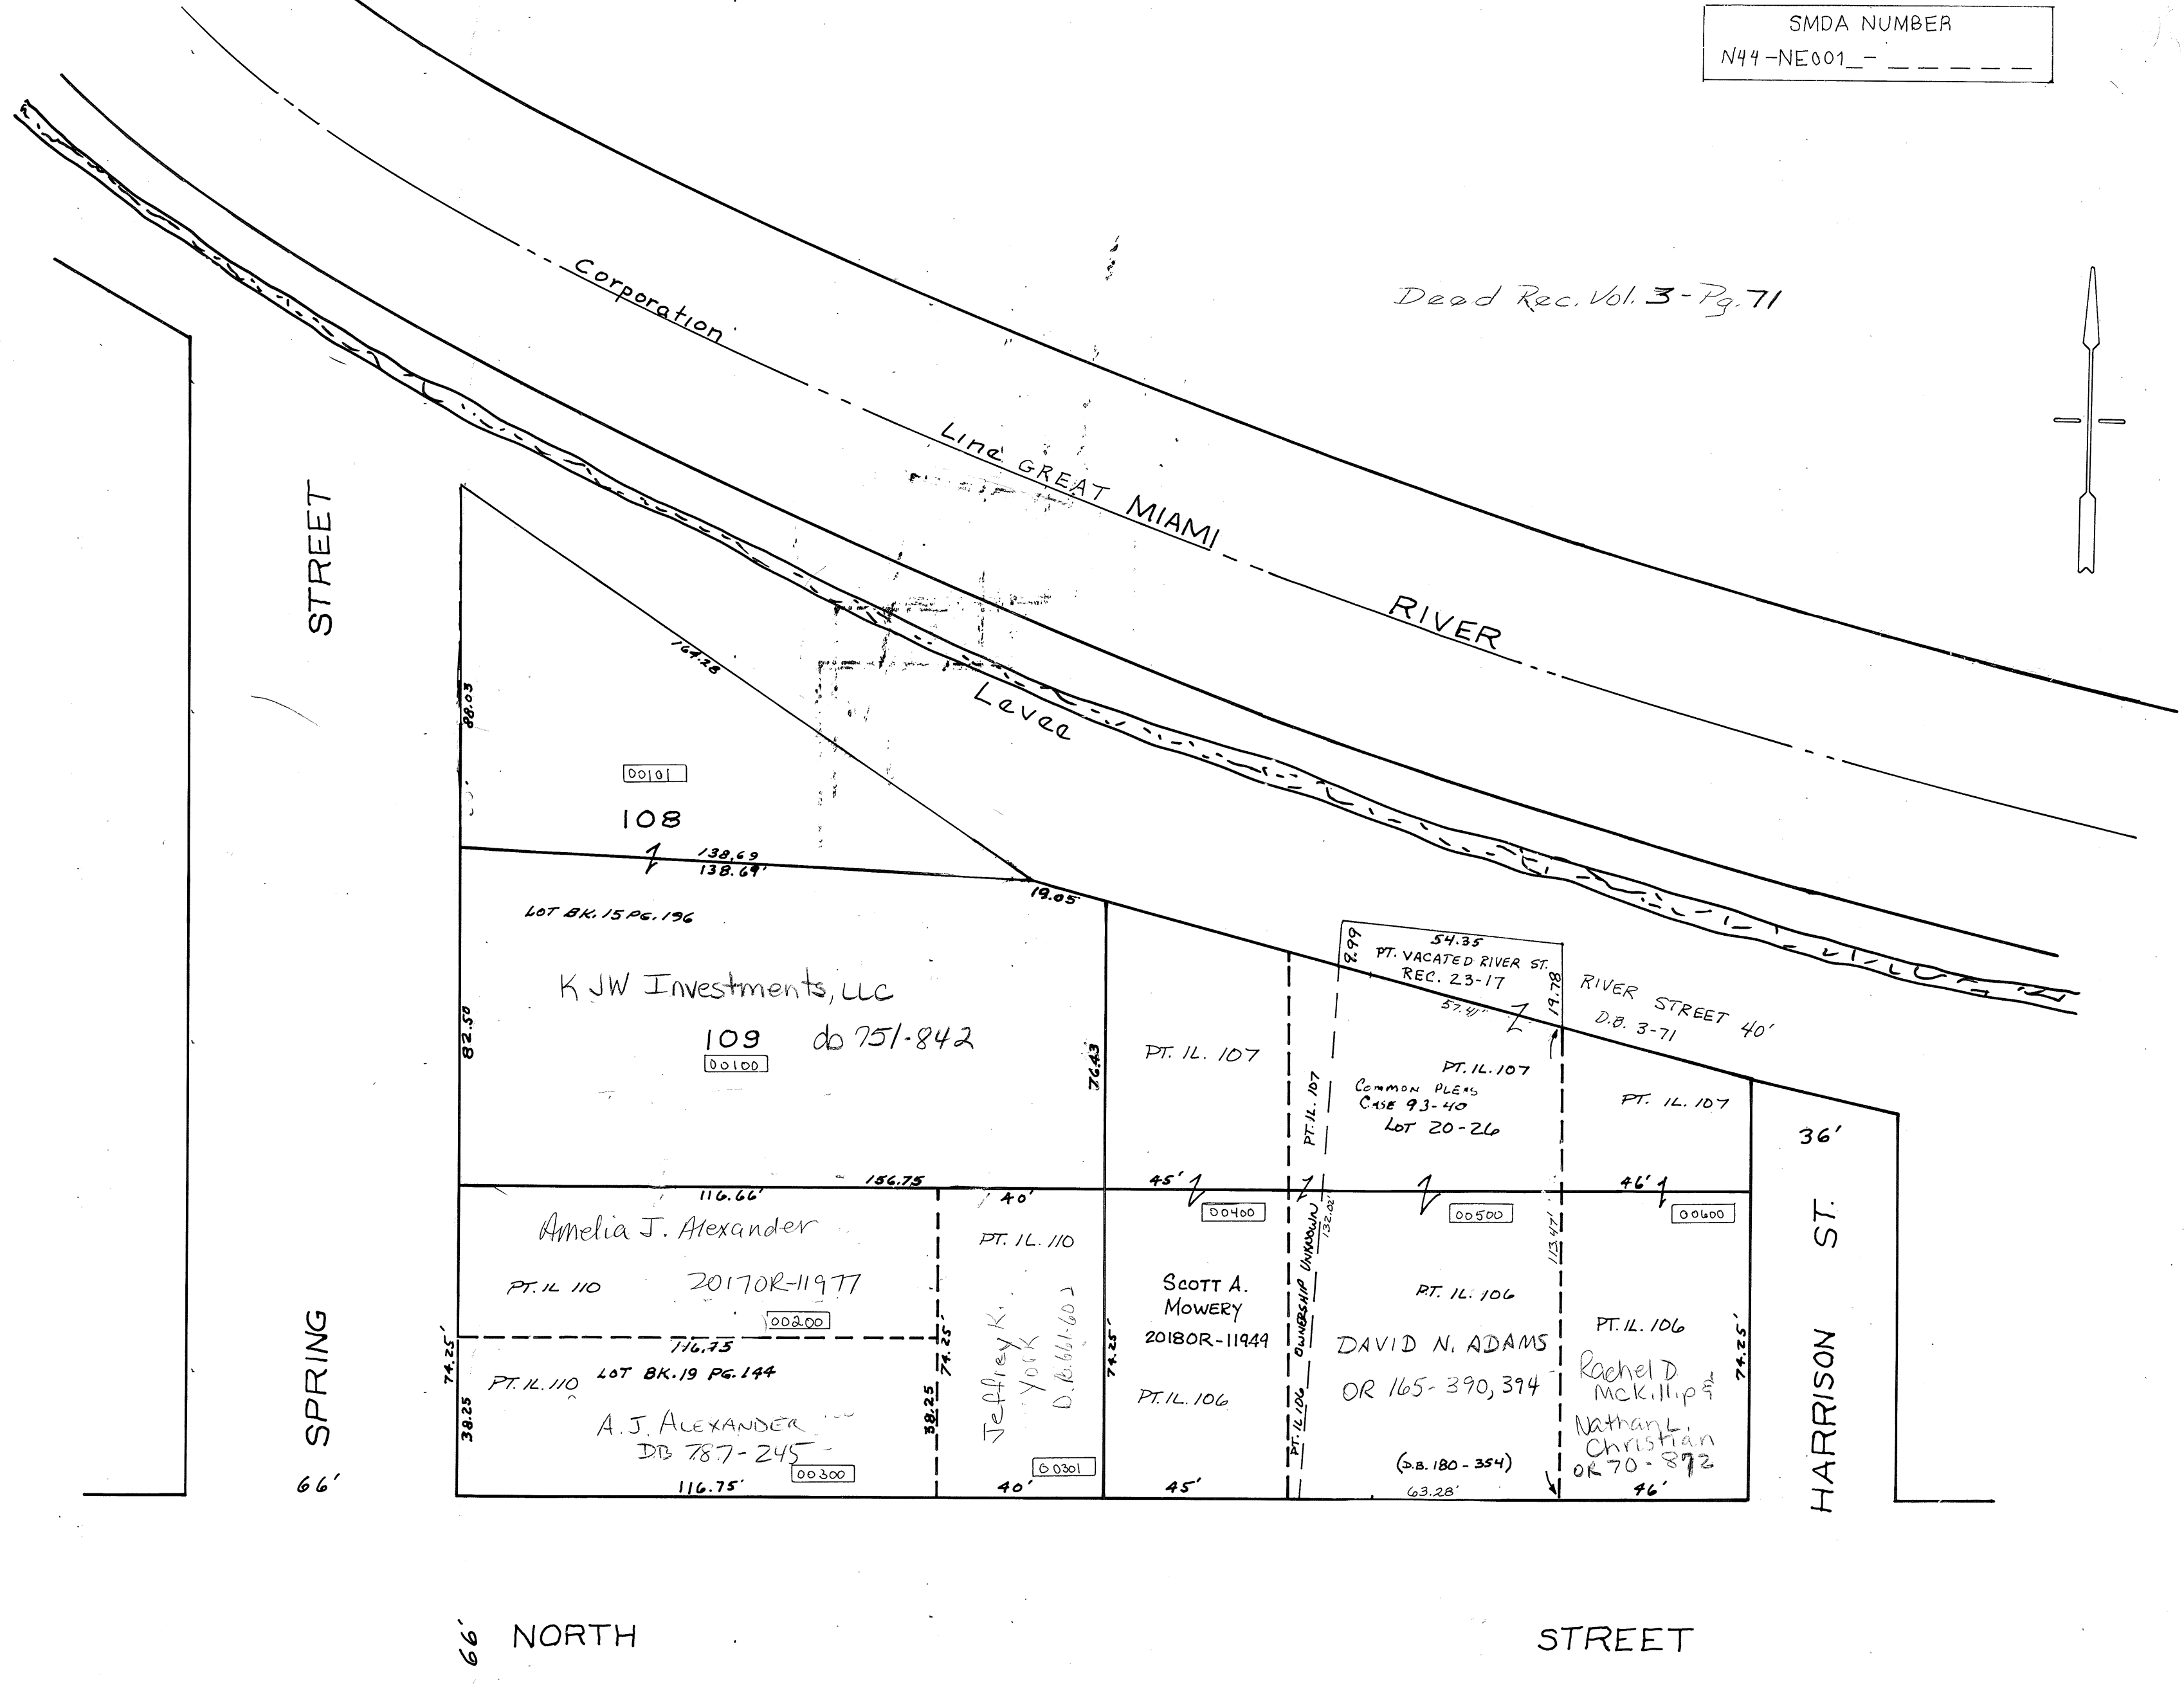 SMDA NUMBER
N44-NE001_-_ _ _ _ _
Deed Rec. Vol. 3-Pg. 71
Corporation
Line GREAT MIAMI
RIVER
STREET
164.28
Levee
88.03
00101
108
138.69
138.69'
19.05
LOT BK. 15 PG. 196
KJW Investments, LLC
109 db 751-842
00100
82.50
76.43
156.75
8.99
54.35
PT. VACATED RIVER ST.
REC. 23-17
57.41"
19.78
RIVER STREET 40'
D.B. 3-71
PT. IL. 107
PT. IL. 107
PT. IL. 107
COMMON PLEAS
CASE 93-40
LOT 20-26
PT. IL. 107
36'
116.66'
40'
45'
46'
Amelia J. Alexander
PT. IL 110
2017OR-11977
00200
116.75
74.25'
74.25'
PT. IL. 110
LOT BK. 19 PG. 144
A. J. ALEXANDER
DB 787-245
00300
38.25
38.25
116.75'
PT. IL. 110
Jeffrey K.
York
00301
40'
74.25'
00400
SCOTT A.
MOWERY
2018OR-11949
PT. IL. 106
45'
PT. IL 106 OWNERSHIP UNKNOWN
132.02'
00500
113.47'
PT. IL. 106
DAVID N. ADAMS
OR 165-390, 394
(D.B. 180-354)
63.28'
00600
PT. IL. 106
Rachel D.
McKillip &
Nathan L.
Christian
OR 70-872
46'
74.25'
SPRING
66'
HARRISON ST.
66' NORTH STREET